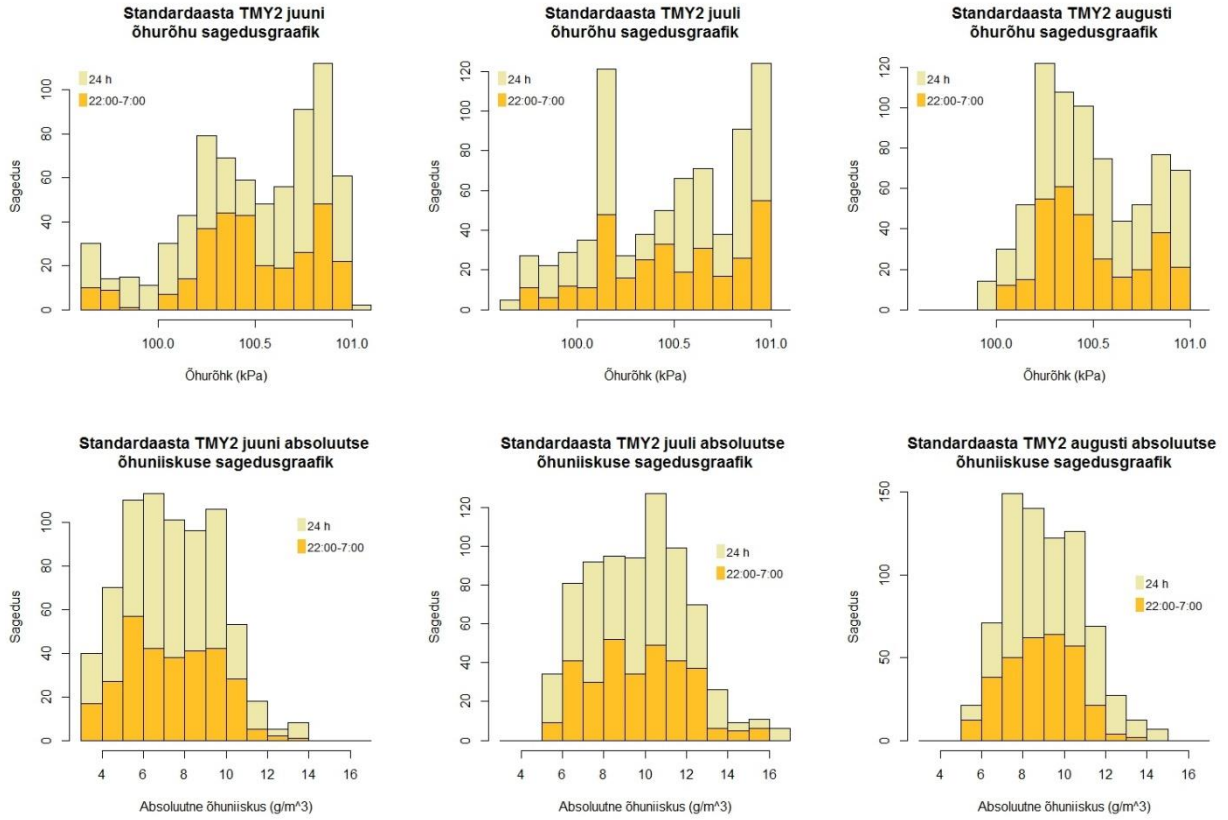 Standardaasta TMY2 juuni
õhurõhu sagedusgraafik
24 h
22:00-7:00
Sagedus
0
20
40
60
80
100
100.0
100.5
101.0
Õhurõhk (kPa)
Standardaasta TMY2 juuli
õhurõhu sagedusgraafik
24 h
22:00-7:00
Sagedus
0
20
40
60
80
100
120
100.0
100.5
101.0
Õhurõhk (kPa)
Standardaasta TMY2 augusti
õhurõhu sagedusgraafik
24 h
22:00-7:00
Sagedus
0
20
40
60
80
100
120
100.0
100.5
101.0
Õhurõhk (kPa)
Standardaasta TMY2 juuni absoluutse
õhuniiskuse sagedusgraafik
24 h
22:00-7:00
Sagedus
0
20
40
60
80
100
4
6
8
10
12
14
16
Absoluutne õhuniiskus (g/m^3)
Standardaasta TMY2 juuli absoluutse
õhuniiskuse sagedusgraafik
24 h
22:00-7:00
Sagedus
0
20
40
60
80
100
120
4
6
8
10
12
14
16
Absoluutne õhuniiskus (g/m^3)
Standardaasta TMY2 augusti absoluutse
õhuniiskuse sagedusgraafik
24 h
22:00-7:00
Sagedus
0
50
100
150
4
6
8
10
12
14
16
Absoluutne õhuniiskus (g/m^3)